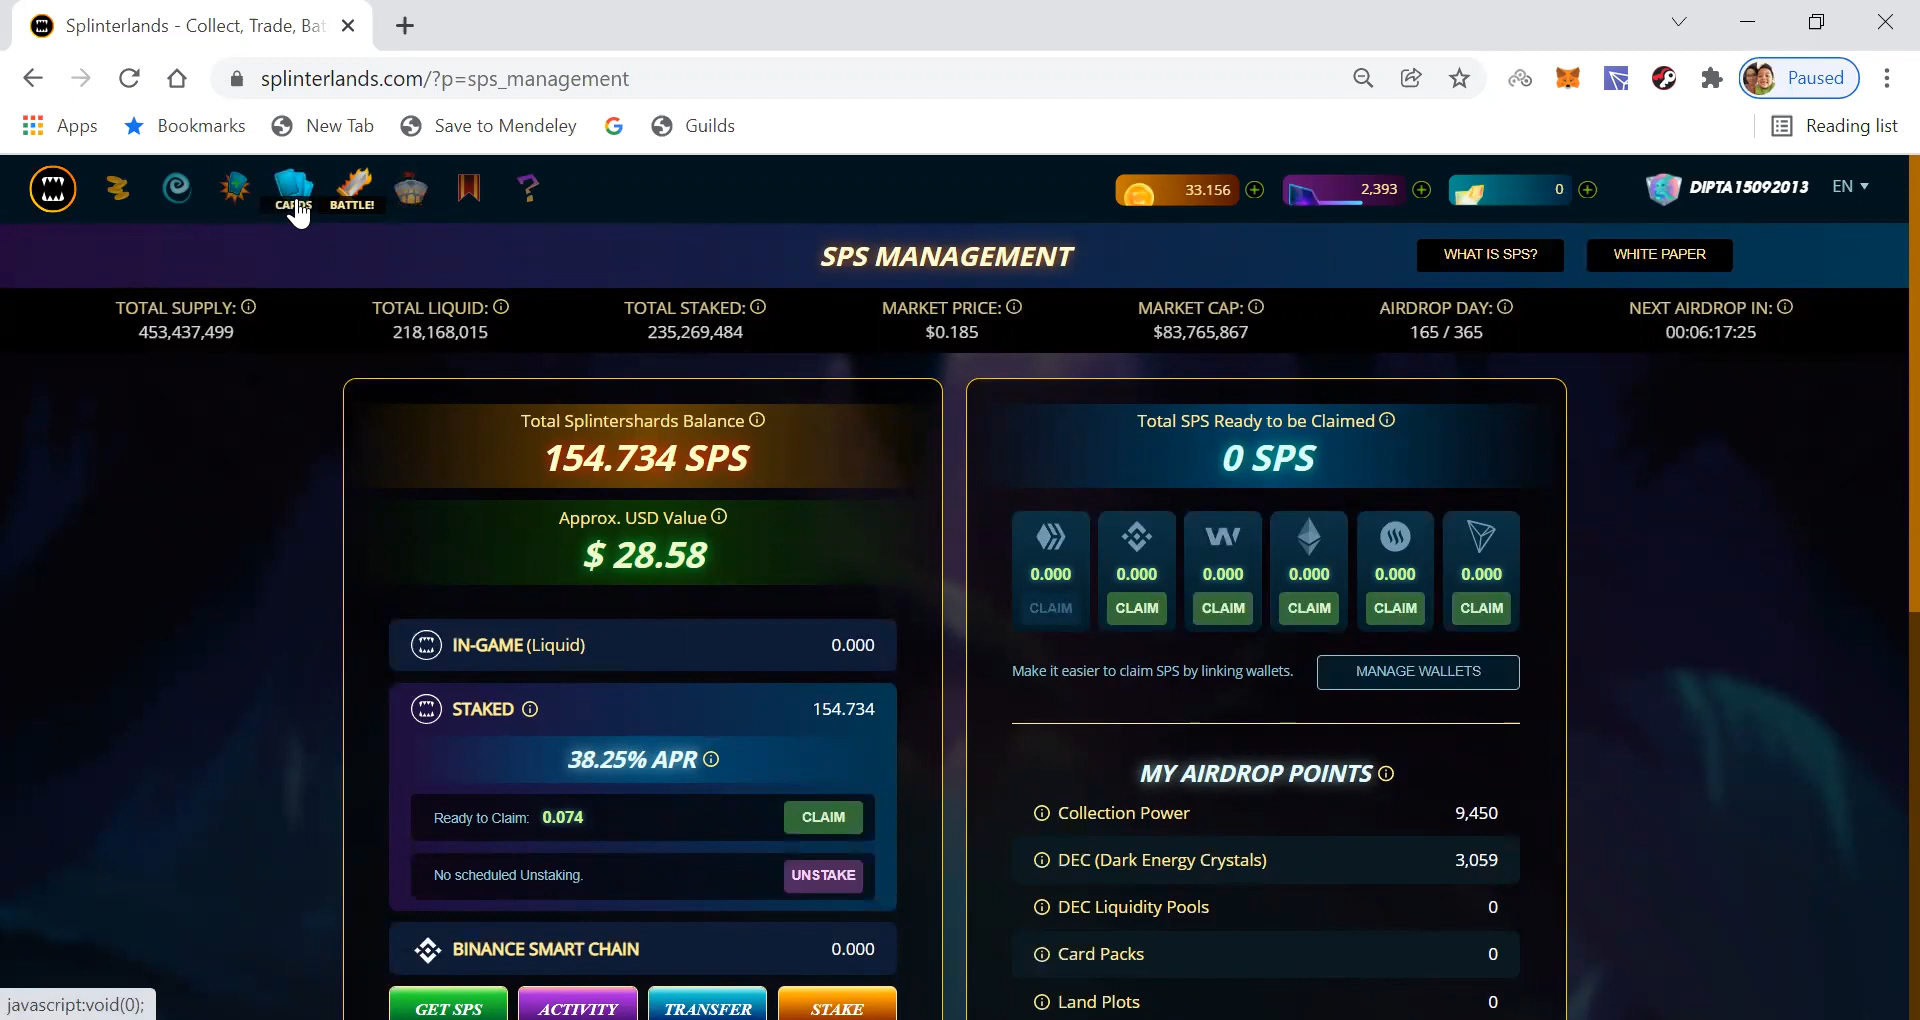 Splinterlands - Collect, Trade, Bat
splinterlands.com/?p=sps_management
Paused
Apps
Bookmarks
New Tab
Save to Mendeley
Guilds
Reading list
CARDS
BATTLE!
33.156
2,393
0
DIPTA15092013
EN
SPS MANAGEMENT
WHAT IS SPS?
WHITE PAPER
TOTAL SUPPLY:
453,437,499
TOTAL LIQUID:
218,168,015
TOTAL STAKED:
235,269,484
MARKET PRICE:
$0.185
MARKET CAP:
$83,765,867
AIRDROP DAY:
165 / 365
NEXT AIRDROP IN:
00:06:17:25
Total Splintershards Balance
154.734 SPS
Approx. USD Value
$ 28.58
IN-GAME (Liquid) 0.000
STAKED 154.734
38.25% APR
Ready to Claim: 0.074 CLAIM
No scheduled Unstaking. UNSTAKE
BINANCE SMART CHAIN 0.000
GET SPS ACTIVITY TRANSFER STAKE
Total SPS Ready to be Claimed
0 SPS
0.000 0.000 0.000 0.000 0.000 0.000
CLAIM CLAIM CLAIM CLAIM CLAIM CLAIM
Make it easier to claim SPS by linking wallets. MANAGE WALLETS
MY AIRDROP POINTS
Collection Power 9,450
DEC (Dark Energy Crystals) 3,059
DEC Liquidity Pools 0
Card Packs 0
Land Plots 0
javascript:void(0);